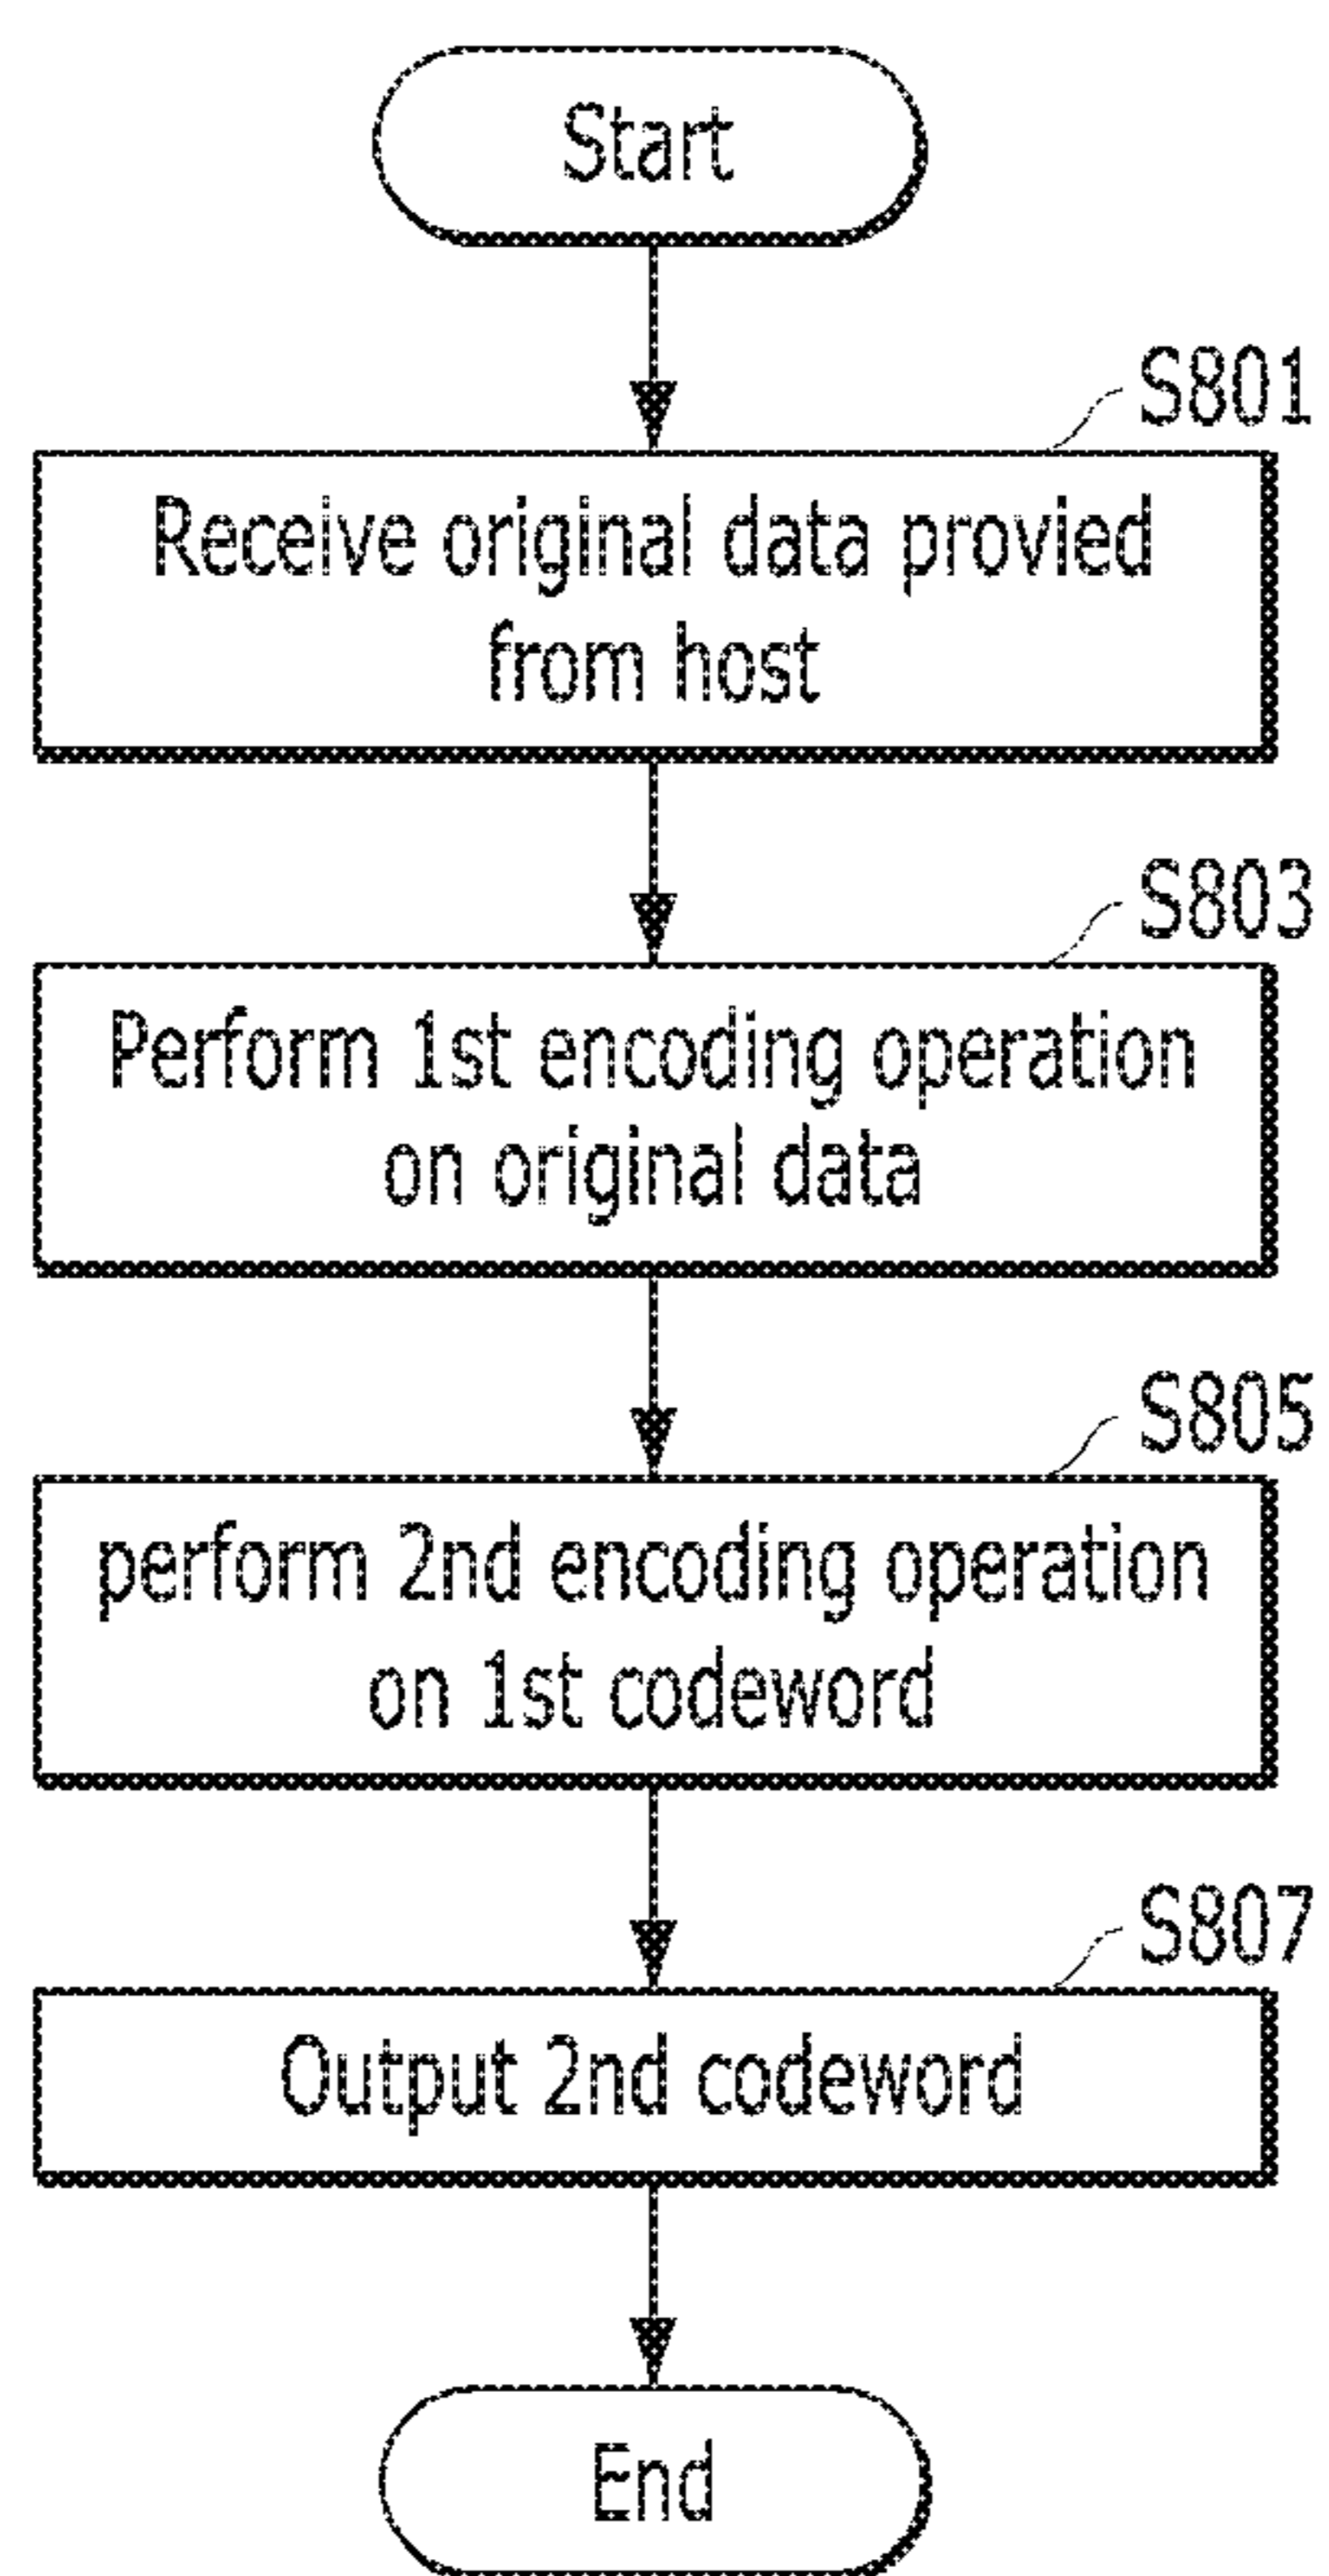 Start
S801
Receive original data provied
from host
S803
Perform 1st encoding operation
on original data
S805
perform 2nd encoding operation
on 1st codeword
S807
Output 2nd codeword
End